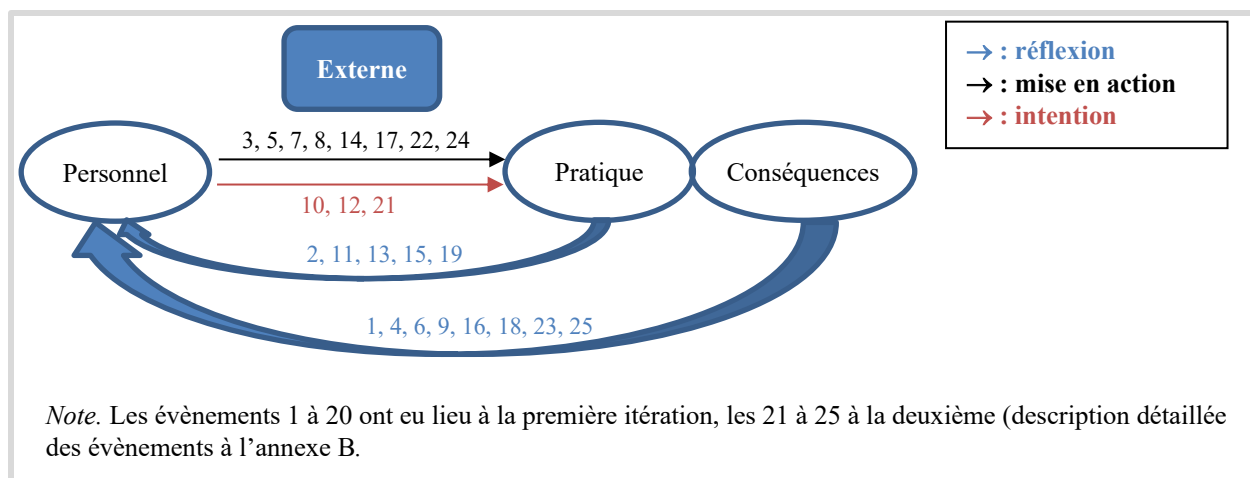 Externe
→ : réflexion
→ : mise en action
→ : intention
3, 5, 7, 8, 14, 17, 22, 24
Personnel
Pratique
Conséquences
10, 12, 21
2, 11, 13, 15, 19
1, 4, 6, 9, 16, 18, 23, 25
Note. Les évènements 1 à 20 ont eu lieu à la première itération, les 21 à 25 à la deuxième (description détaillée
des évènements à l’annexe B.